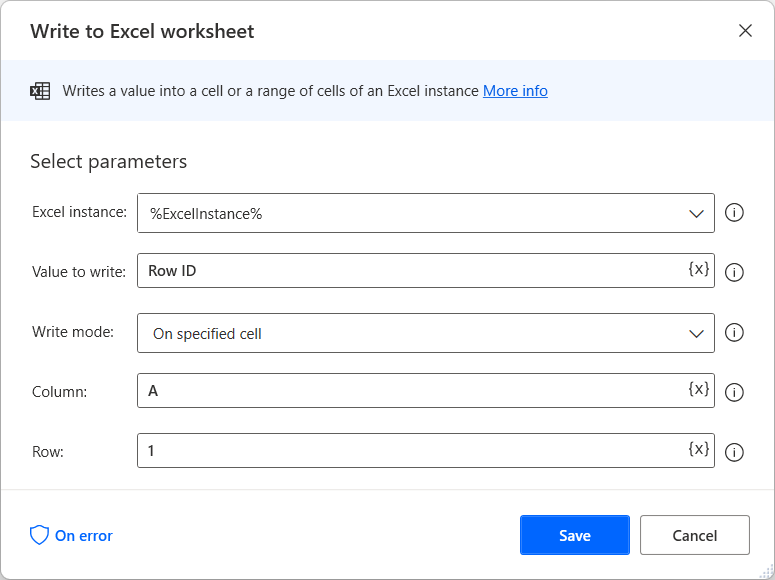 Write to Excel worksheet
Writes a value into a cell or a range of cells of an Excel instance More info
Select parameters
Excel instance: %ExcelInstance%
Value to write: Row ID {x}
Write mode: On specified cell
Column: A {x}
Row: 1 {x}
On error Save Cancel